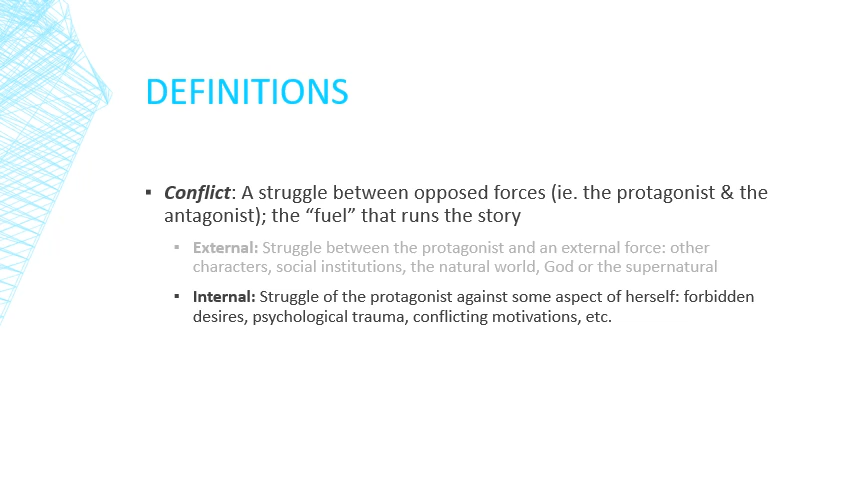 DEFINITIONS
▪ Conflict: A struggle between opposed forces (ie. the protagonist & the
antagonist); the “fuel” that runs the story
▪ External: Struggle between the protagonist and an external force: other
characters, social institutions, the natural world, God or the supernatural
▪ Internal: Struggle of the protagonist against some aspect of herself: forbidden
desires, psychological trauma, conflicting motivations, etc.